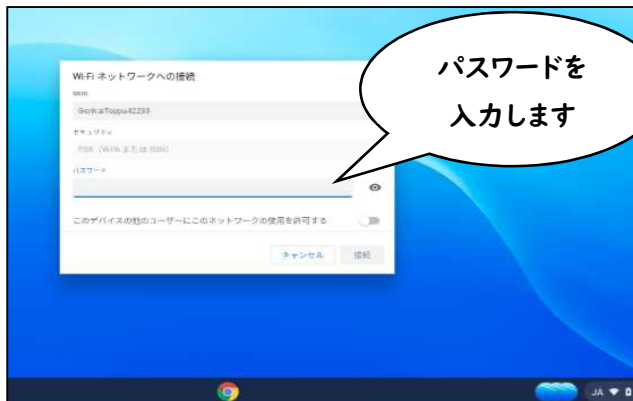 Wi-Fi ネットワークへの接続
SSID
GenkaiToppa42233
セキュリティ
PSK（WPA または RSN）
パスワード
このデバイスの他のユーザーにこのネットワークの使用を許可する
キャンセル
接続
パスワードを
入力します
JA